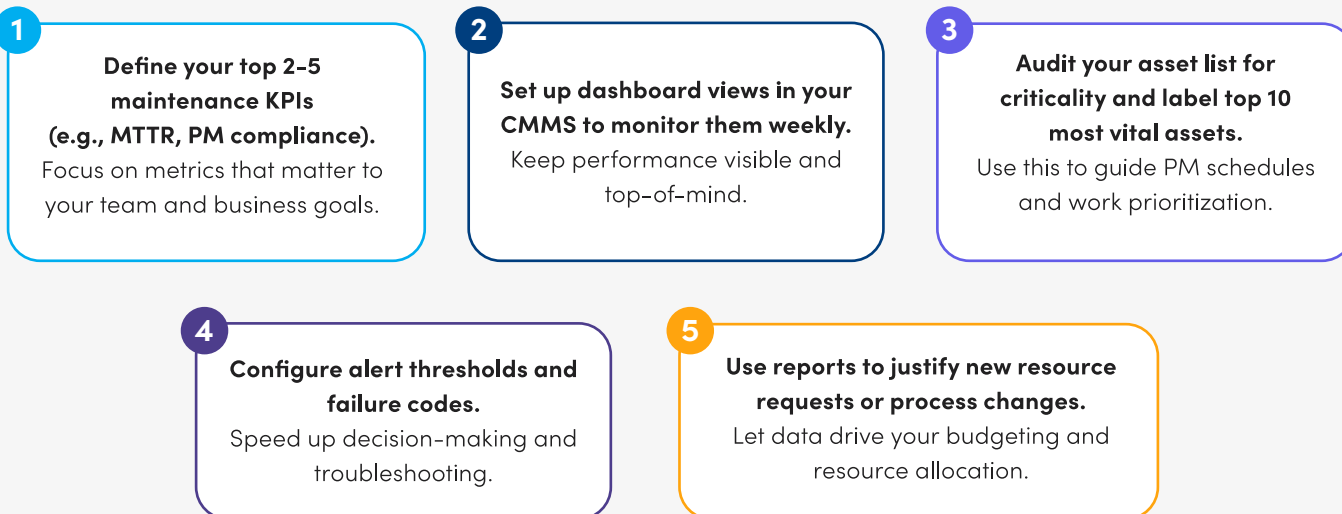 1
Define your top 2-5
maintenance KPIs
(e.g., MTTR, PM compliance).
Focus on metrics that matter to
your team and business goals.
2
Set up dashboard views in your
CMMS to monitor them weekly.
Keep performance visible and
top-of-mind.
3
Audit your asset list for
criticality and label top 10
most vital assets.
Use this to guide PM schedules
and work prioritization.
4
Configure alert thresholds and
failure codes.
Speed up decision-making and
troubleshooting.
5
Use reports to justify new resource
requests or process changes.
Let data drive your budgeting and
resource allocation.